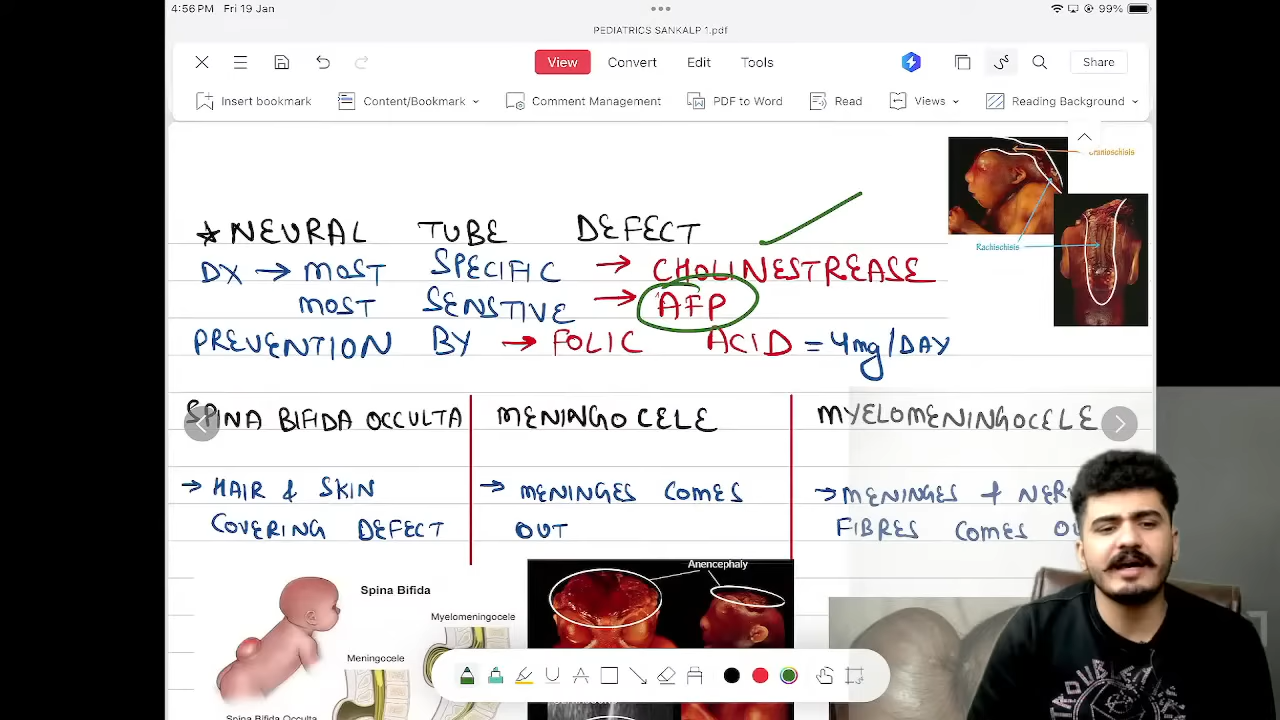 4:56 PM Fri 19 Jan
99%
PEDIATRICS SANKALP 1.pdf
View Convert Edit Tools Share
Insert bookmark Content/Bookmark Comment Management PDF to Word Read Views Reading Background
Cranioschisis
Rachischisis
★ NEURAL TUBE DEFECT
DX → MOST SPECIFIC → CHOLINESTREASE
MOST SENSTIVE → AFP
PREVENTION BY → FOLIC ACID = 4mg/DAY
SPINA BIFIDA OCCULTA
→ HAIR & SKIN
COVERING DEFECT
MENINGOCELE
→ MENINGES COMES
OUT
MYELOMENINGOCELE
→ MENINGES +
FIBRES COMES
Spina Bifida
Myelomeningocele
Meningocele
Spina Bifida Occulta
Anencephaly